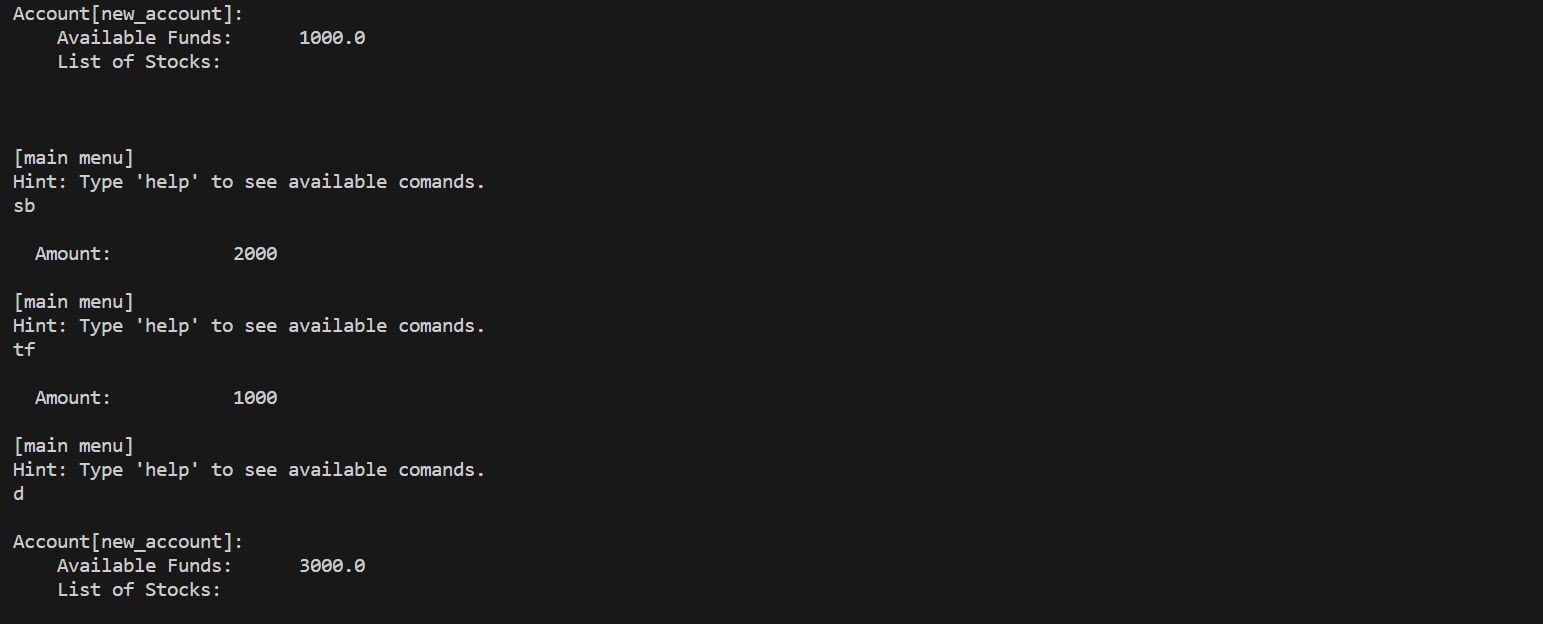 Account[new_account]:
    Available Funds:      1000.0
    List of Stocks:
[main menu]
Hint: Type 'help' to see available comands.
sb
  Amount:           2000
[main menu]
Hint: Type 'help' to see available comands.
tf
  Amount:           1000
[main menu]
Hint: Type 'help' to see available comands.
d
Account[new_account]:
    Available Funds:      3000.0
    List of Stocks: